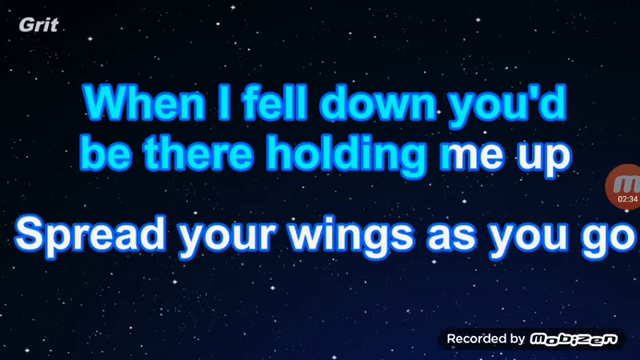 Grit
When I fell down you'd
be there holding me up
Spread your wings as you go
02:34
Recorded by mobizen